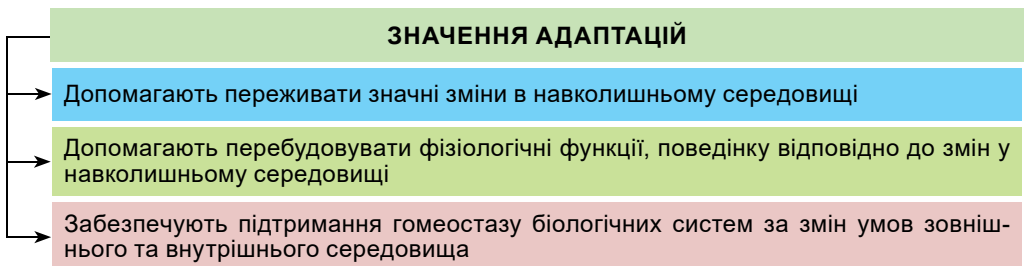 ЗНАЧЕННЯ АДАПТАЦІЙ
Допомагають переживати значні зміни в навколишньому середовищі
Допомагають перебудовувати фізіологічні функції, поведінку відповідно до змін у
навколишньому середовищі
Забезпечують підтримання гомеостазу біологічних систем за змін умов зовніш-
нього та внутрішнього середовища